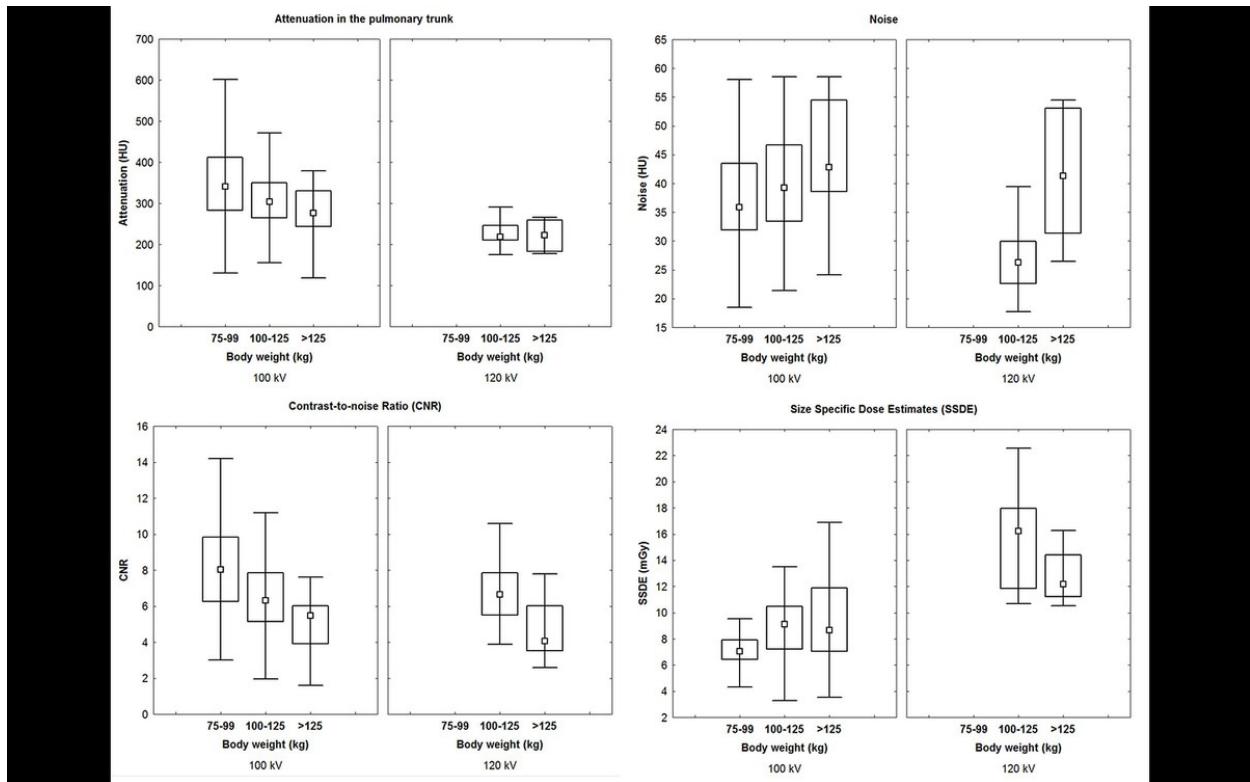 Attenuation in the pulmonary trunk
Attenuation (HU)
700
600
500
400
300
200
100
0
75-99 100-125 >125
Body weight (kg)
100 kV
75-99 100-125 >125
Body weight (kg)
120 kV
Noise
Noise (HU)
65
60
55
50
45
40
35
30
25
20
15
75-99 100-125 >125
Body weight (kg)
100 kV
75-99 100-125 >125
Body weight (kg)
120 kV
Contrast-to-noise Ratio (CNR)
CNR
16
14
12
10
8
6
4
2
0
75-99 100-125 >125
Body weight (kg)
100 kV
75-99 100-125 >125
Body weight (kg)
120 kV
Size Specific Dose Estimates (SSDE)
SSDE (mGy)
24
22
20
18
16
14
12
10
8
6
4
2
75-99 100-125 >125
Body weight (kg)
100 kV
75-99 100-125 >125
Body weight (kg)
120 kV